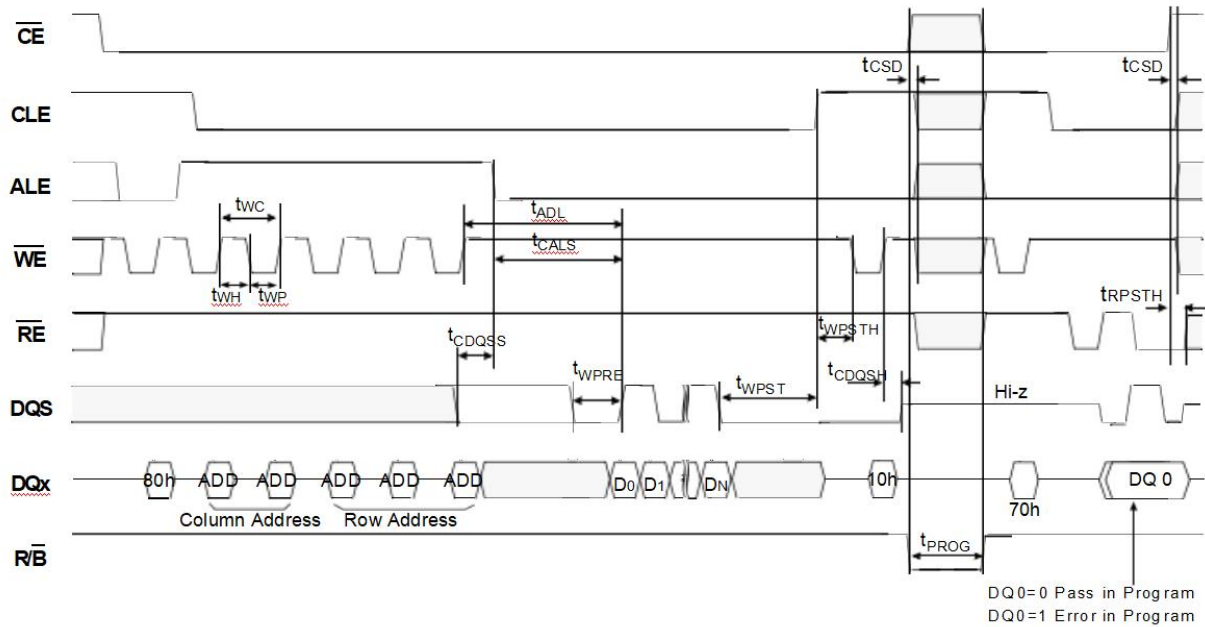 CE
tCSD
tCSD
CLE
ALE
tWC
tADL
tCALS
WE
tWH
tWP
tRPSTH
RE
tCDQSS
tWPSTH
tWPRE
tWPST
tCDQSH
DQS
Hi-z
DQx
80h
ADD
ADD
ADD
ADD
ADD
D0
D1
DN
10h
70h
DQ 0
Column Address
Row Address
R/B
tPROG
DQ0=0 Pass in Program
DQ0=1 Error in Program